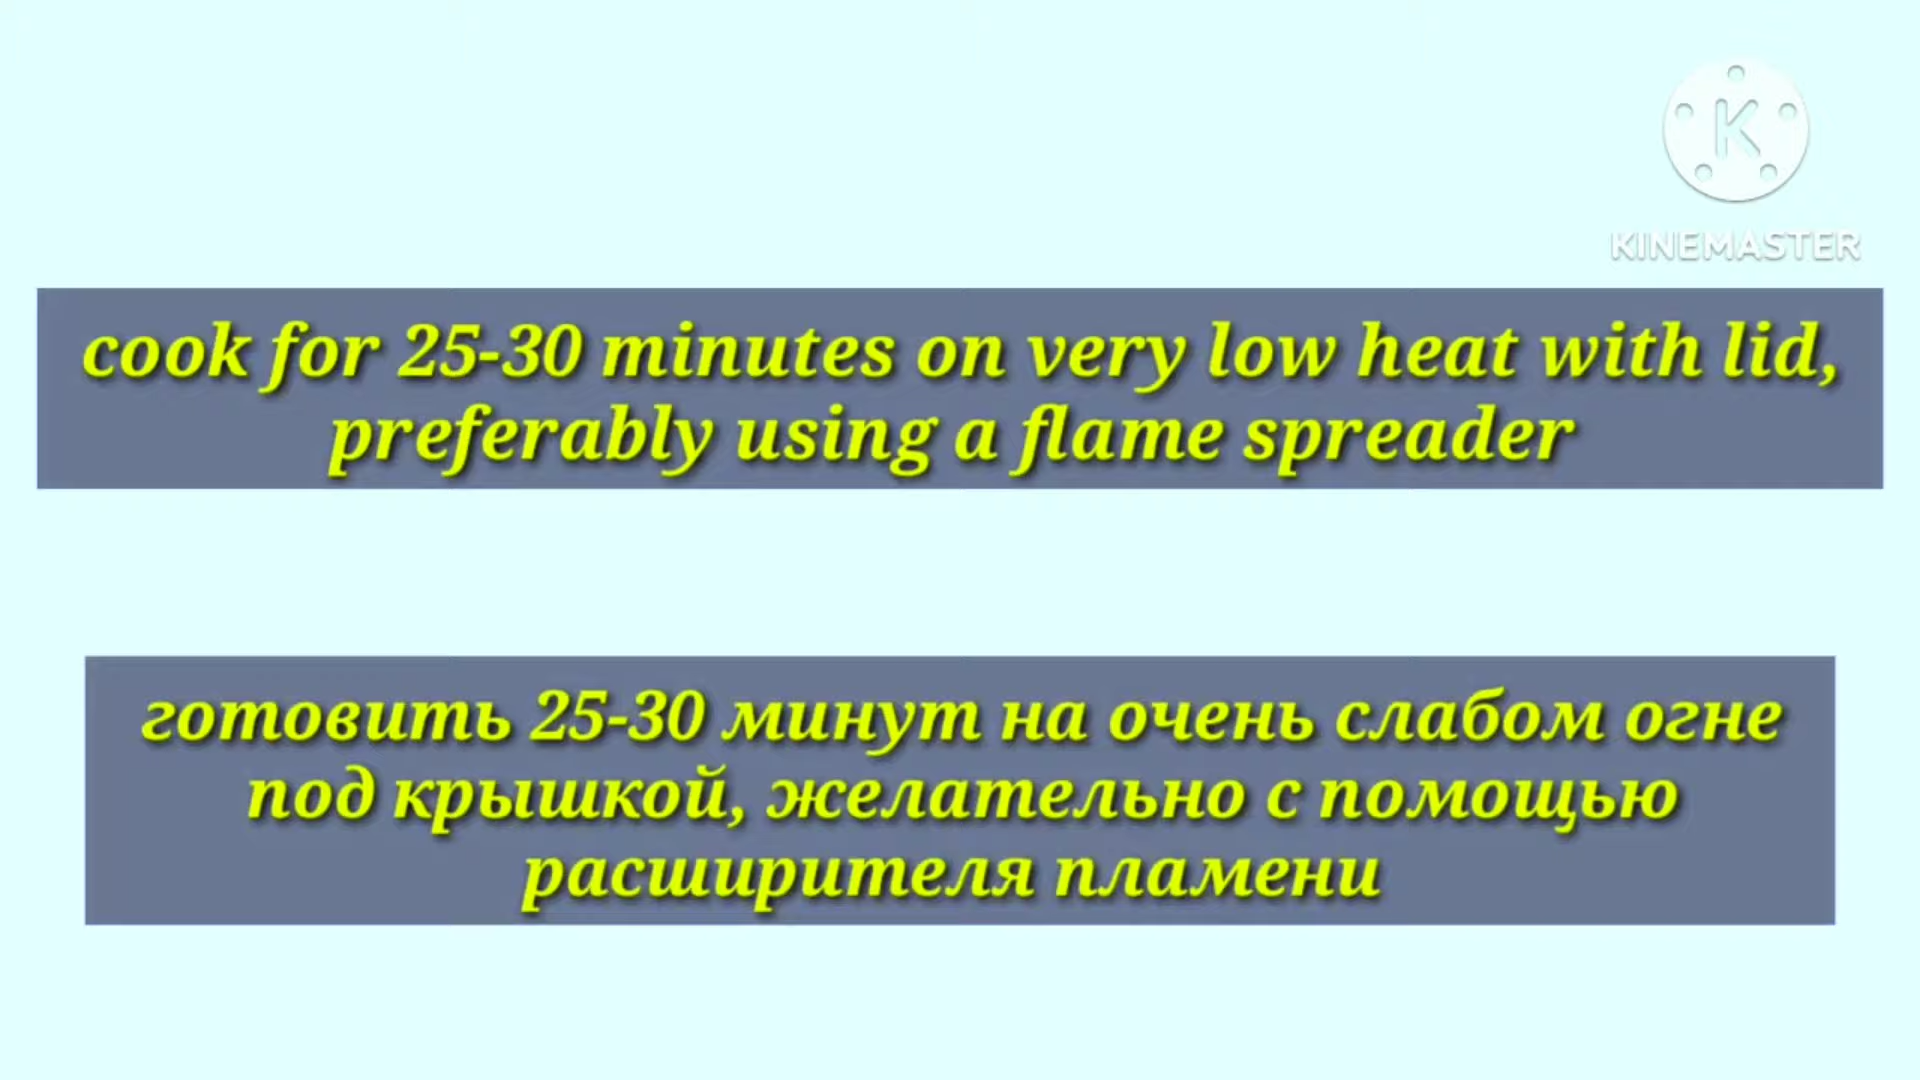 K
KINEMASTER
cook for 25-30 minutes on very low heat with lid,
preferably using a flame spreader
готовить 25-30 минут на очень слабом огне
под крышкой, желательно с помощью
расширителя пламени